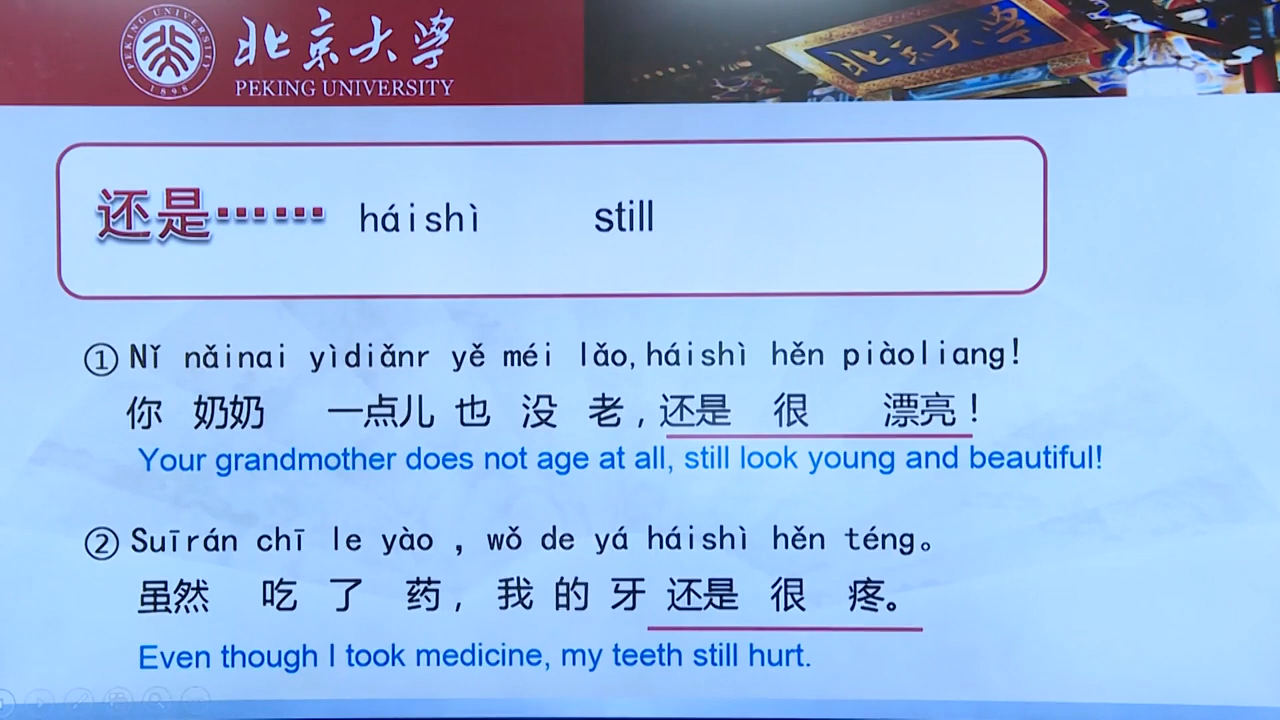 北京大学
PEKING UNIVERSITY
PEKING UNIVERSITY
1898
北京大学
还是…… háishì still
① Nǐ nǎinai yìdiǎnr yě méi lǎo,háishì hěn piàoliang!
你 奶奶 一点儿 也 没 老,还是 很 漂亮!
Your grandmother does not age at all, still look young and beautiful!
② Suīrán chī le yào , wǒ de yá háishì hěn téng。
虽然 吃 了 药, 我 的 牙 还是 很 疼。
Even though I took medicine, my teeth still hurt.